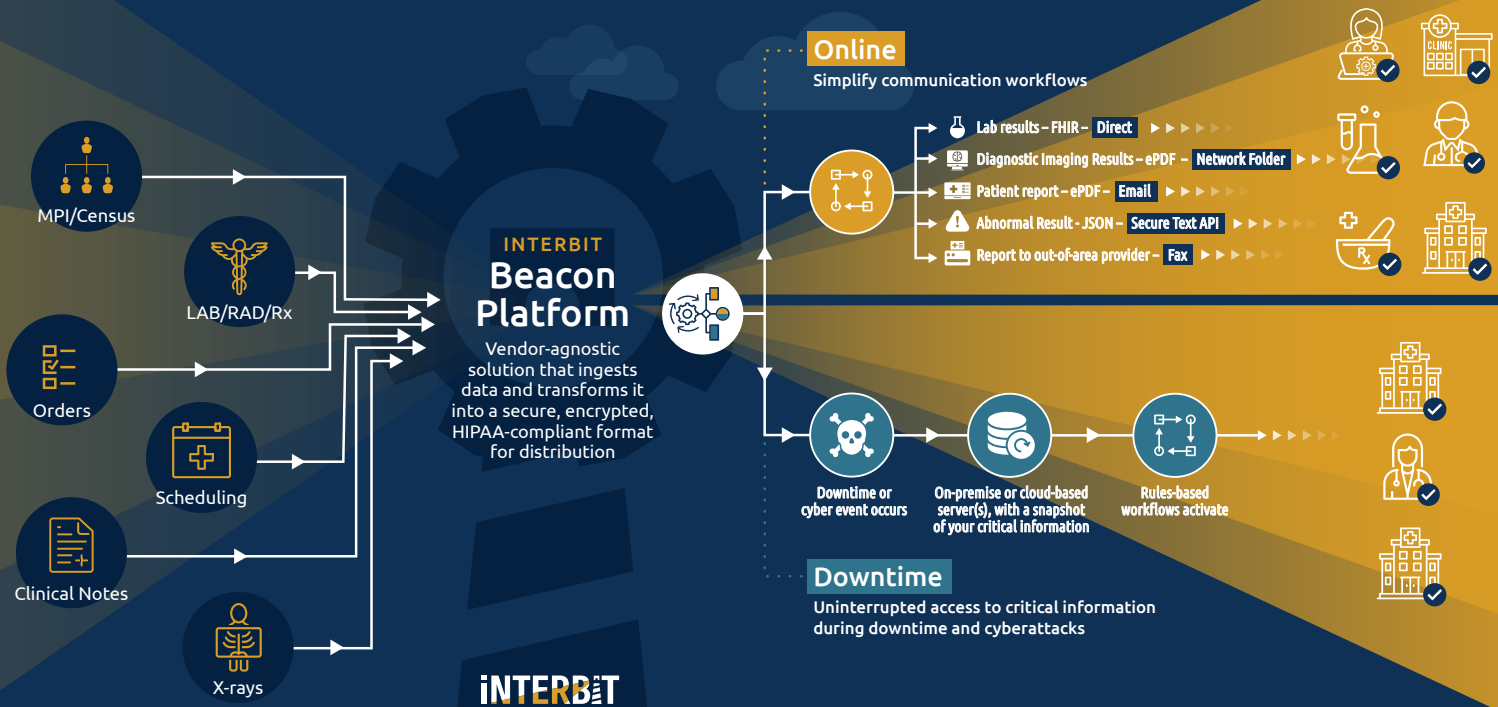 MPI/Census
LAB/RAD/Rx
Orders
Scheduling
Clinical Notes
X-rays
INTERBIT
Beacon
Platform
Vendor-agnostic
solution that ingests
data and transforms it
into a secure, encrypted,
HIPAA-compliant format
for distribution
iNTERBiT
Online
Simplify communication workflows
Lab results – FHIR – Direct
Diagnostic Imaging Results – ePDF – Network Folder
Patient report – ePDF – Email
Abnormal Result - JSON – Secure Text API
Report to out-of-area provider – Fax
CLINIC
Rx
Downtime or
cyber event occurs
On-premise or cloud-based
server(s), with a snapshot
of your critical information
Rules-based
workflows activate
Downtime
Uninterrupted access to critical information
during downtime and cyberattacks